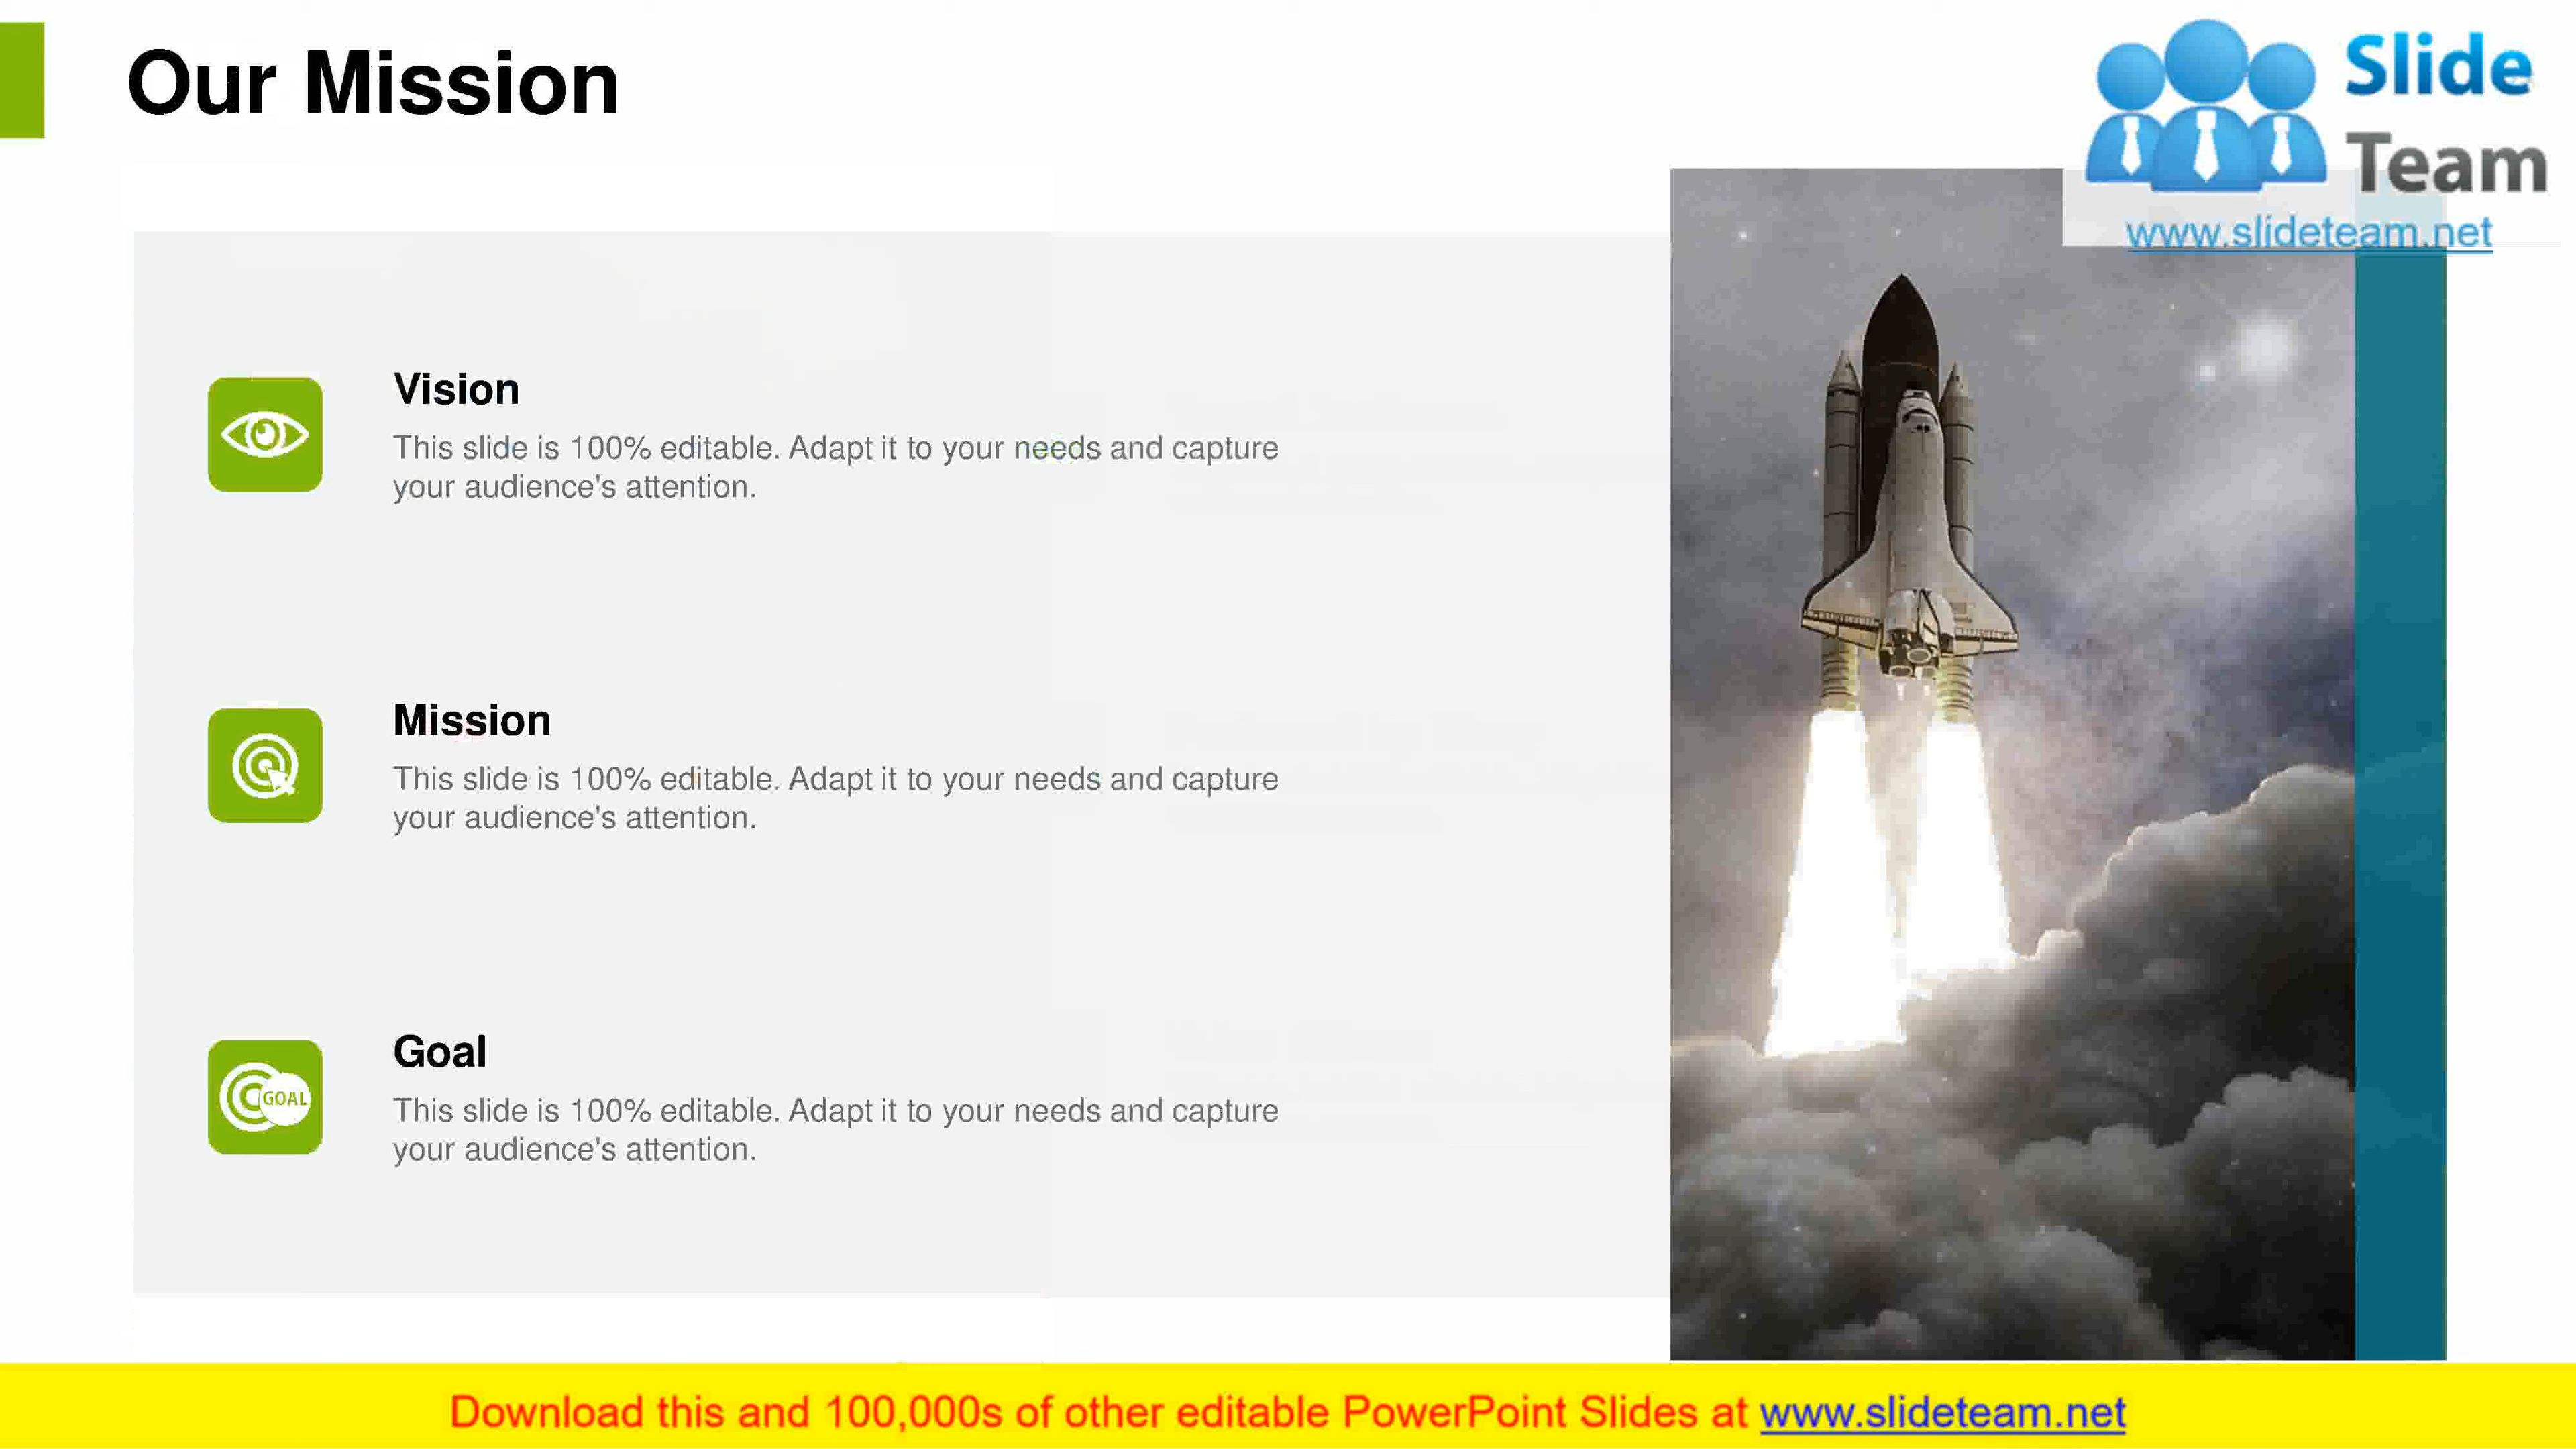 Our Mission
Slide
Team
www.slideteam.net
Vision
This slide is 100% editable. Adapt it to your needs and capture
your audience's attention.
Mission
This slide is 100% editable. Adapt it to your needs and capture
your audience's attention.
GOAL
Goal
This slide is 100% editable. Adapt it to your needs and capture
your audience's attention.
Download this and 100,000s of other editable PowerPoint Slides at www.slideteam.net